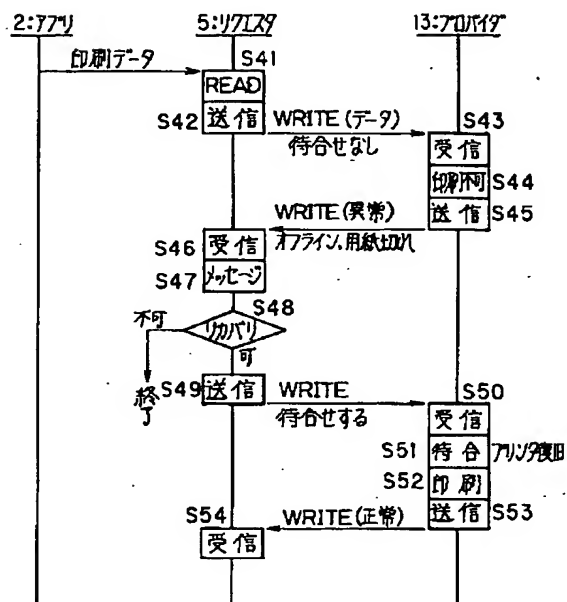 2:アプリ 5:リクエスタ 13:プロバイダ
印刷データ S41
READ
S42 送信 WRITE(データ) S43
待合せなし 受信
印刷不可 S44
WRITE(異常) 送信 S45
S46 受信 オフライン、用紙切れ
S47 メッセージ
S48
不可 リカバリ
可
終了 S49 送信 WRITE S50
待合せする 受信
S51 待合 プリンタ復旧
S52 印刷
S54 WRITE(正常) 送信 S53
受信